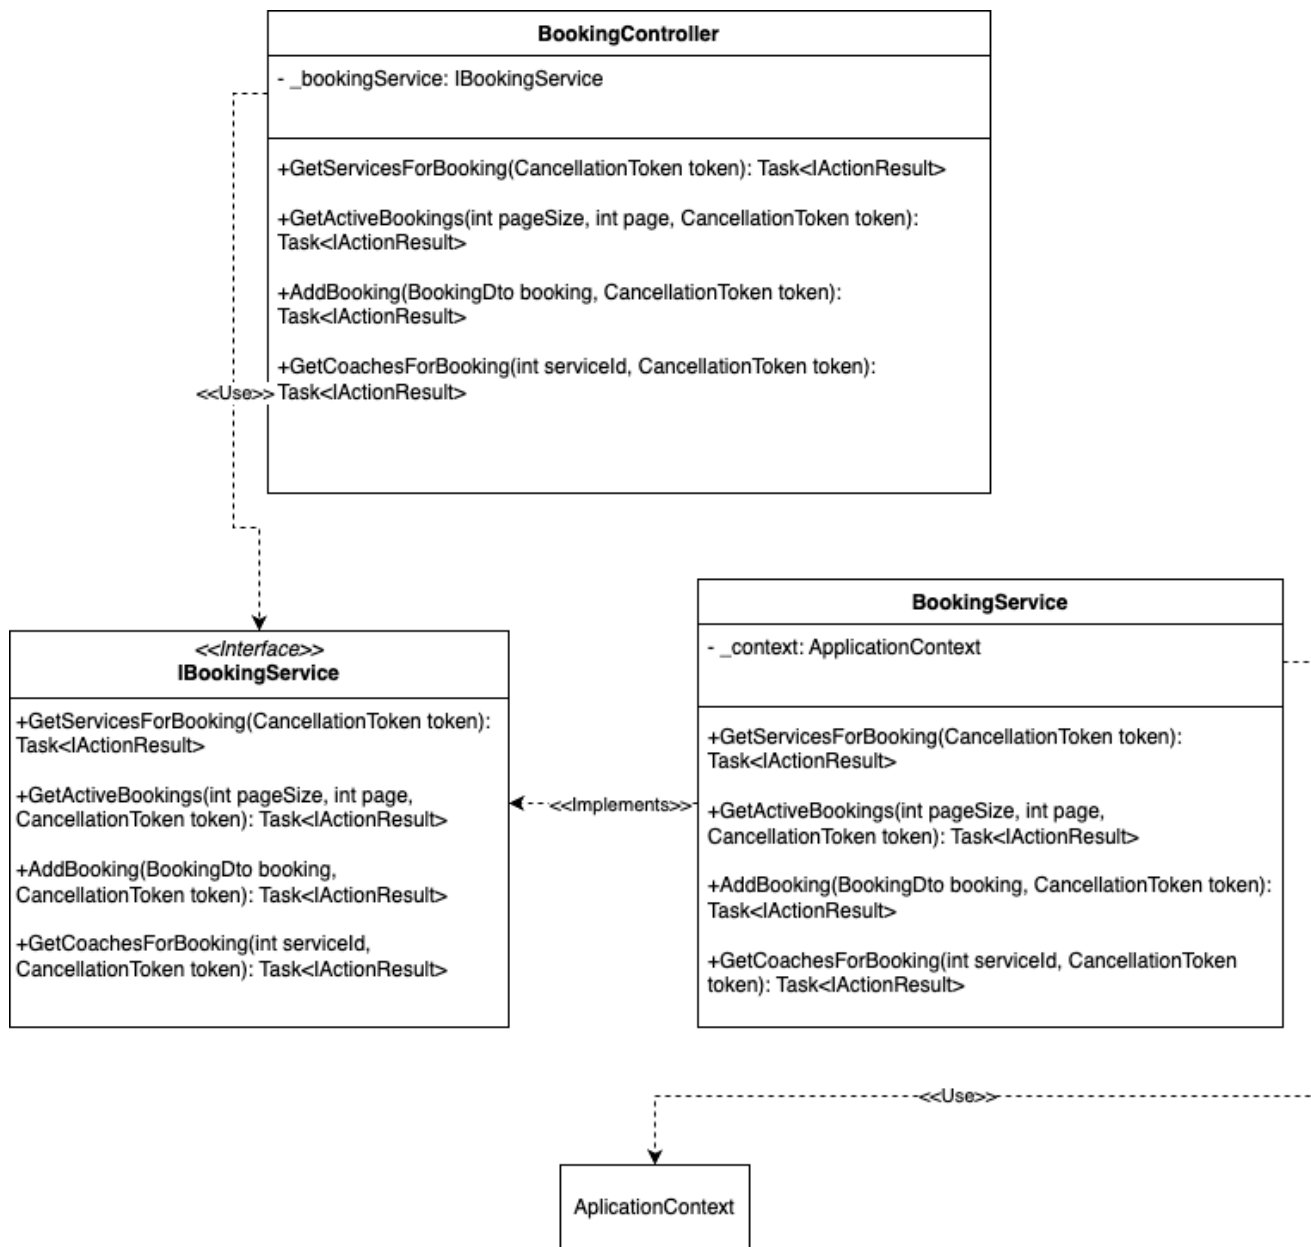 BookingController
- _bookingService: IBookingService
+GetServicesForBooking(CancellationToken token): Task<IActionResult>
+GetActiveBookings(int pageSize, int page, CancellationToken token):
Task<IActionResult>
+AddBooking(BookingDto booking, CancellationToken token):
Task<IActionResult>
+GetCoachesForBooking(int serviceId, CancellationToken token):
Task<IActionResult>
<<Use>>
<<Interface>>
IBookingService
+GetServicesForBooking(CancellationToken token):
Task<IActionResult>
+GetActiveBookings(int pageSize, int page,
CancellationToken token): Task<IActionResult>
+AddBooking(BookingDto booking,
CancellationToken token): Task<IActionResult>
+GetCoachesForBooking(int serviceId,
CancellationToken token): Task<IActionResult>
<<Implements>>
BookingService
- _context: ApplicationContext
+GetServicesForBooking(CancellationToken token):
Task<IActionResult>
+GetActiveBookings(int pageSize, int page,
CancellationToken token): Task<IActionResult>
+AddBooking(BookingDto booking, CancellationToken token):
Task<IActionResult>
+GetCoachesForBooking(int serviceId, CancellationToken
token): Task<IActionResult>
<<Use>>
AplicationContext